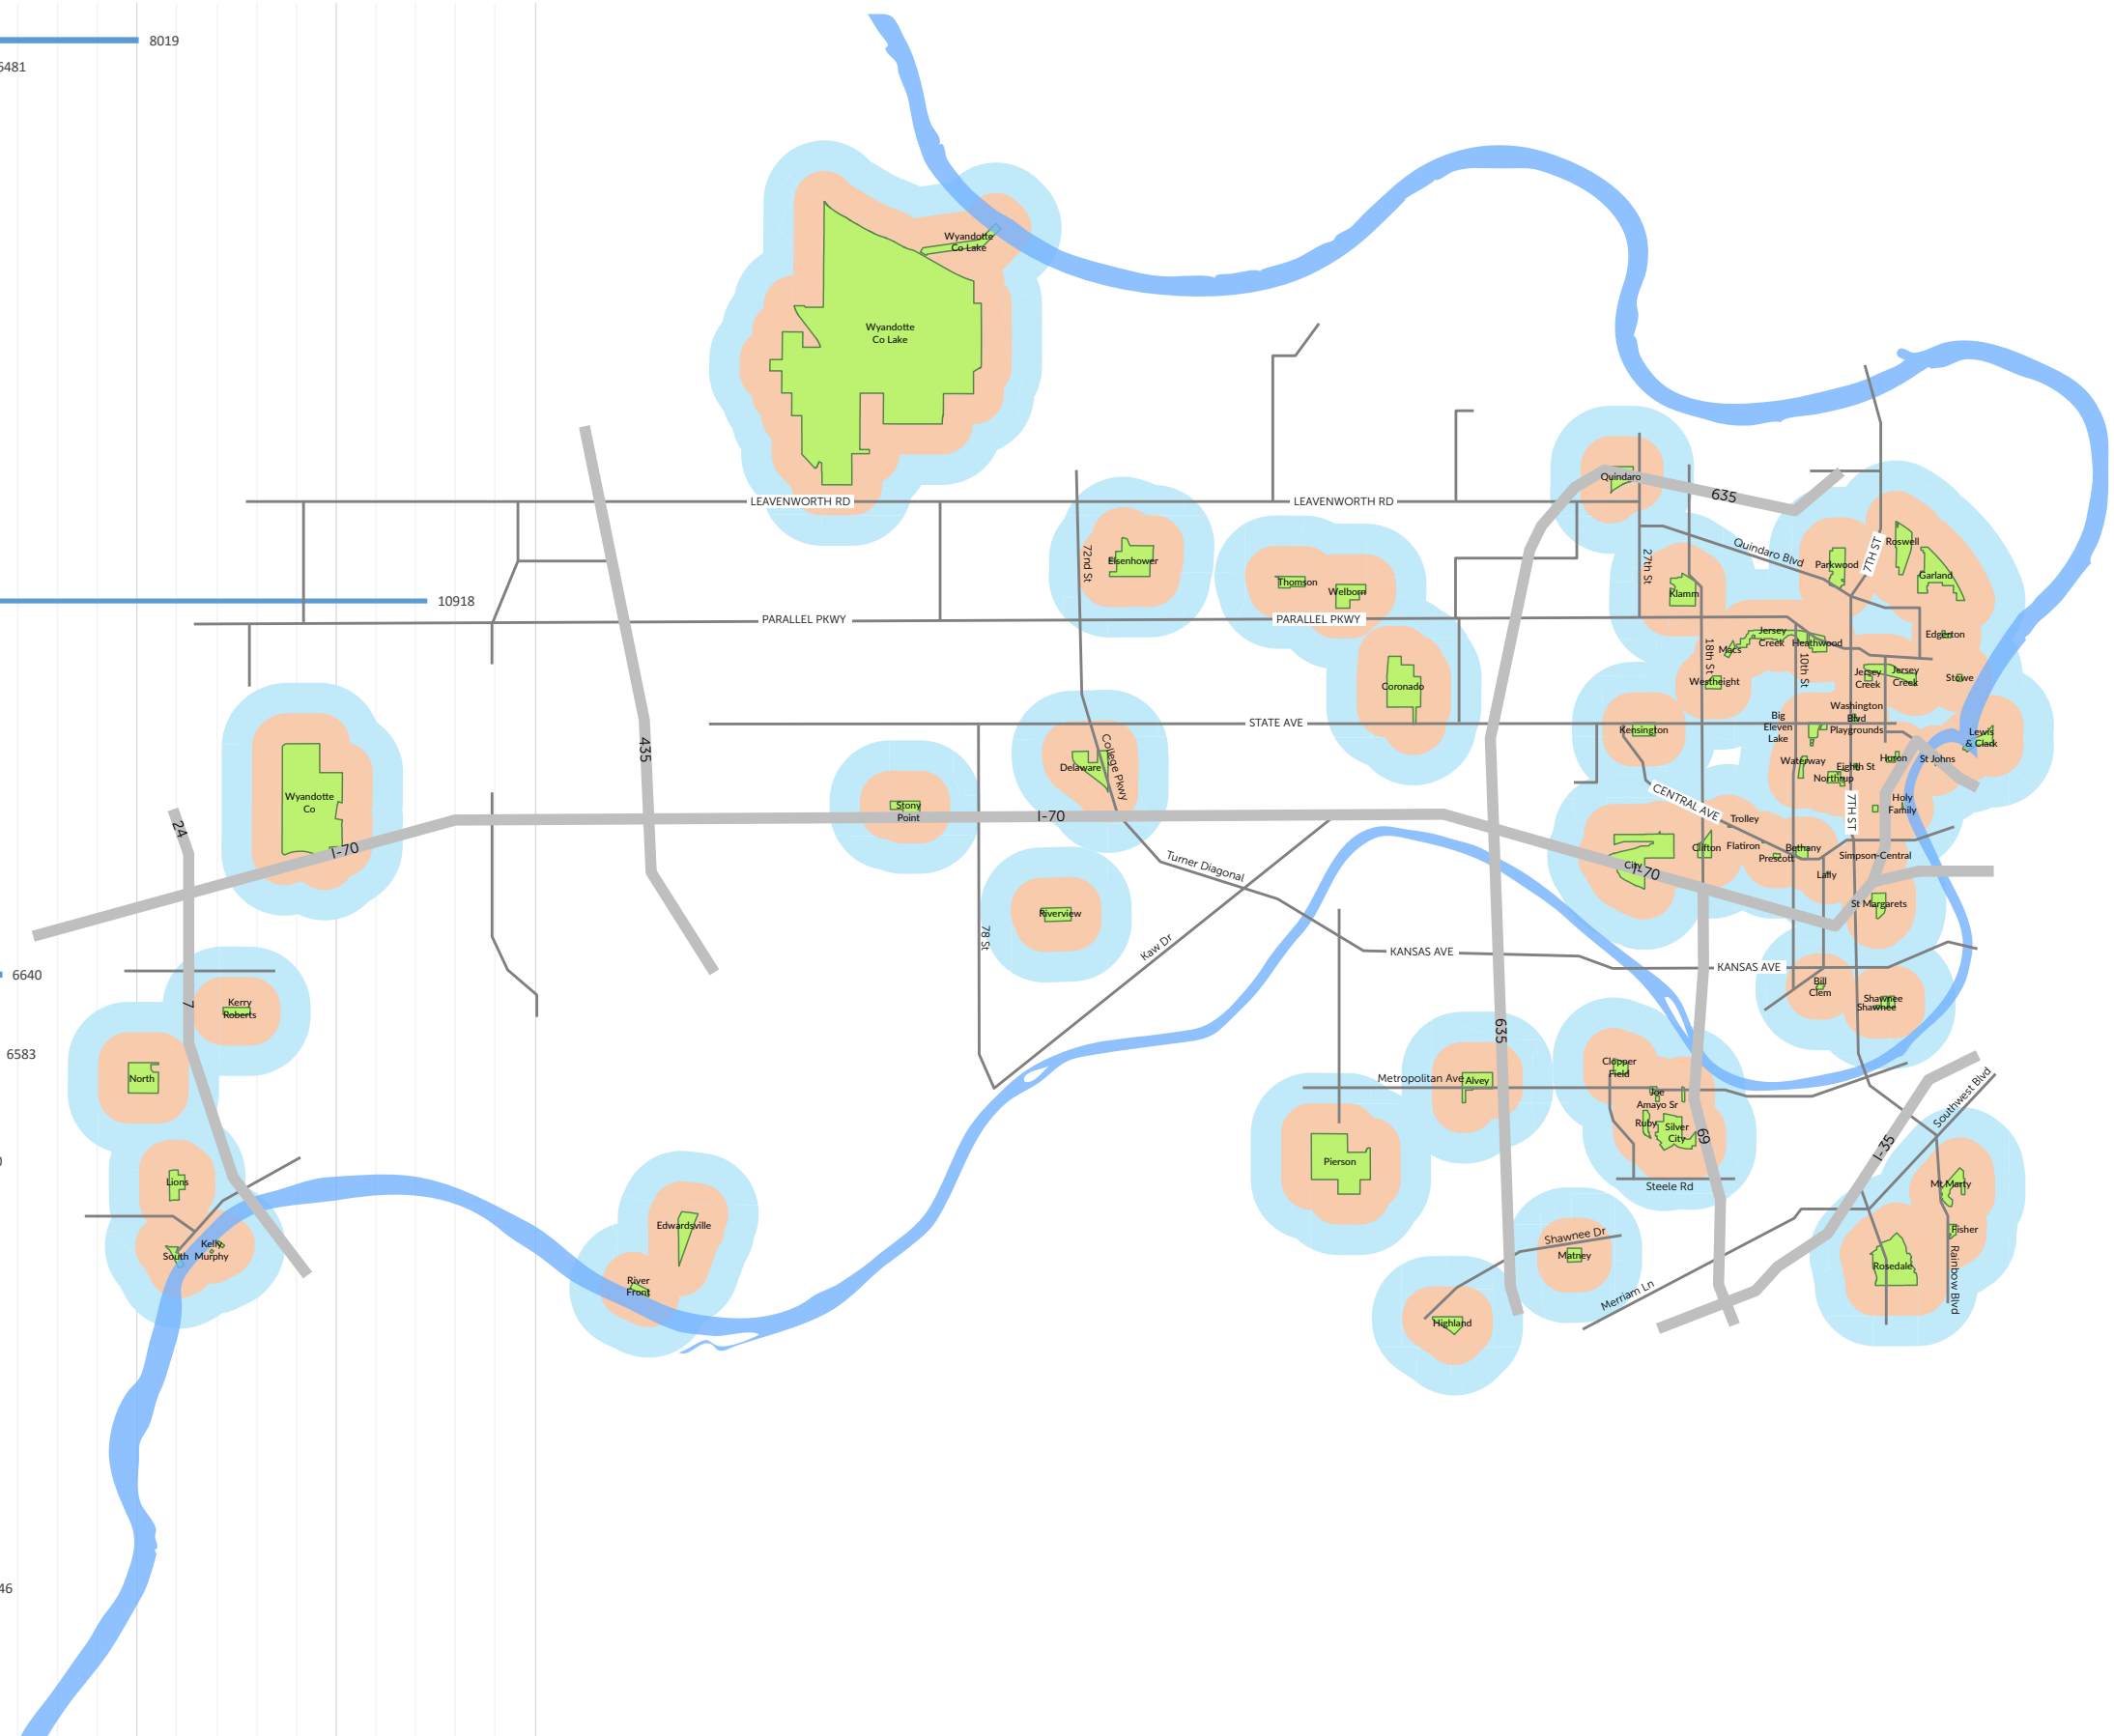 8019
6481
Wyandotte
Co Lake
Wyandotte
Co Lake
LEAVENWORTH RD
LEAVENWORTH RD
Quindaro
635
Quindaro Blvd
7TH ST
Roswell
72nd St
Eisenhower
Thomson
Welborn
27th St
Klamm
Parkwood
Garland
10918
PARALLEL PKWY
PARALLEL PKWY
Jersey
Creek
Heathwood
Edgerton
Macs
18th St
10th St
Westheight
Jersey
Creek
Jersey
Creek
Stowe
Coronado
STATE AVE
Kensington
Big
Eleven
Lake
Washington
Blvd
Playgrounds
Lewis
& Clark
435
College Pkwy
Delaware
Waterway
Eighth St
Huron
St Johns
Northrup
Wyandotte
Co
Stony
Point
I-70
CENTRAL AVE
7TH ST
Holy
Family
Trolley
24
I-70
Turner Diagonal
City
I-70
Clifton
Flatiron
Prescott
Bethany
Simpson-Central
Lally
St Margarets
Riverview
78 St
Kaw Dr
KANSAS AVE
KANSAS AVE
6640
Kerry
Roberts
7
Bill
Clem
Shawnee
Shawnee
6583
North
635
Metropolitan Ave
Alvey
Clopper
Field
Joe
Amayo Sr
Ruby
Silver
City
69
Southwest Blvd
I-35
Pierson
Steele Rd
Mt Marty
Lions
South
Kelly
Murphy
Edwardsville
River
Front
Shawnee Dr
Matney
Fisher
Rosedale
Rainbow Blvd
Merriam Ln
Highland
46